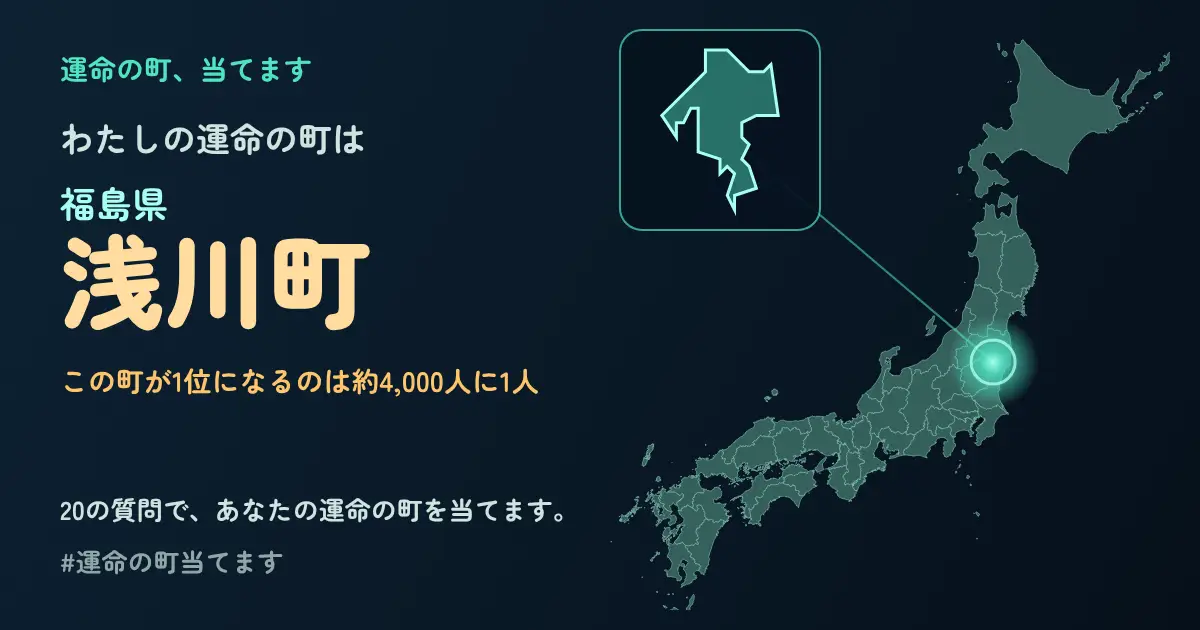 運命の町、当てます
わたしの運命の町は
福島県
浅川町
この町が1位になるのは約4,000人に1人
20の質問で、あなたの運命の町を当てます。
#運命の町当てます